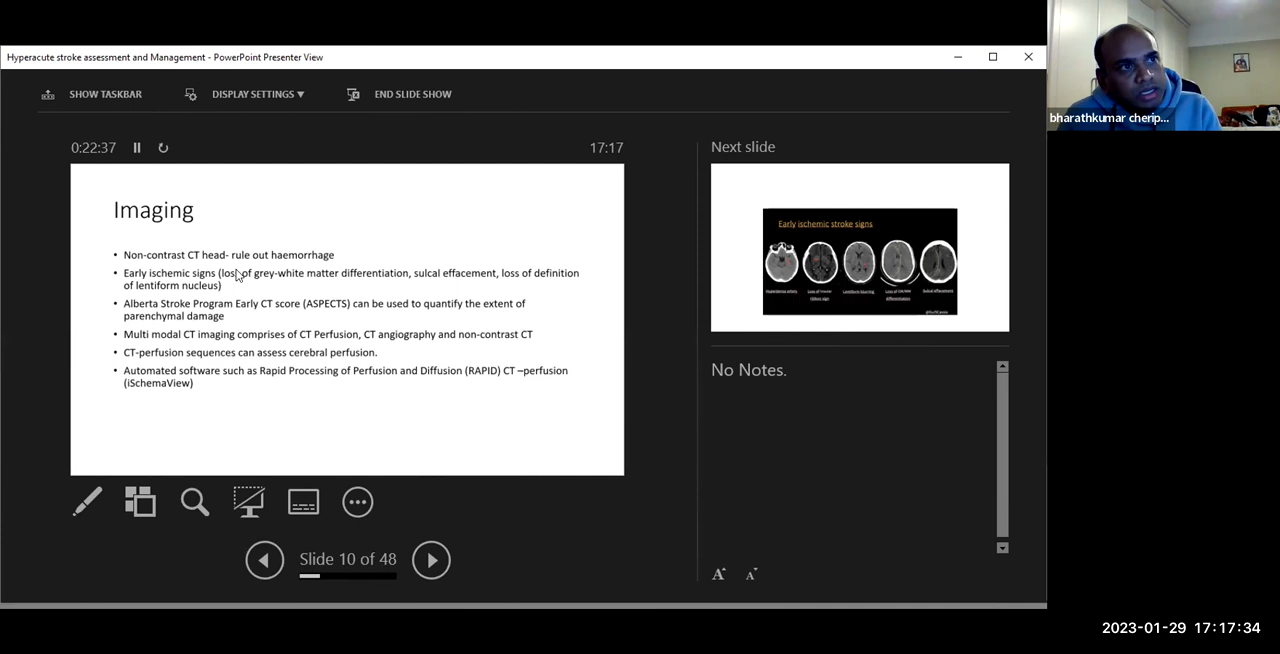 Hyperacute stroke assessment and Management - PowerPoint Presenter View
SHOW TASKBAR
DISPLAY SETTINGS ▼
END SLIDE SHOW
bharathkumar cherip...
0:22:37
17:17
Next slide
Imaging
• Non-contrast CT head- rule out haemorrhage
• Early ischemic signs (loss of grey-white matter differentiation, sulcal effacement, loss of definition
of lentiform nucleus)
• Alberta Stroke Program Early CT score (ASPECTS) can be used to quantify the extent of
parenchymal damage
• Multi modal CT imaging comprises of CT Perfusion, CT angiography and non-contrast CT
• CT-perfusion sequences can assess cerebral perfusion.
• Automated software such as Rapid Processing of Perfusion and Diffusion (RAPID) CT –perfusion
(iSchemaView)
Early ischemic stroke signs
Sulcal effacement
No Notes.
Slide 10 of 48
A A
2023-01-29 17:17:34